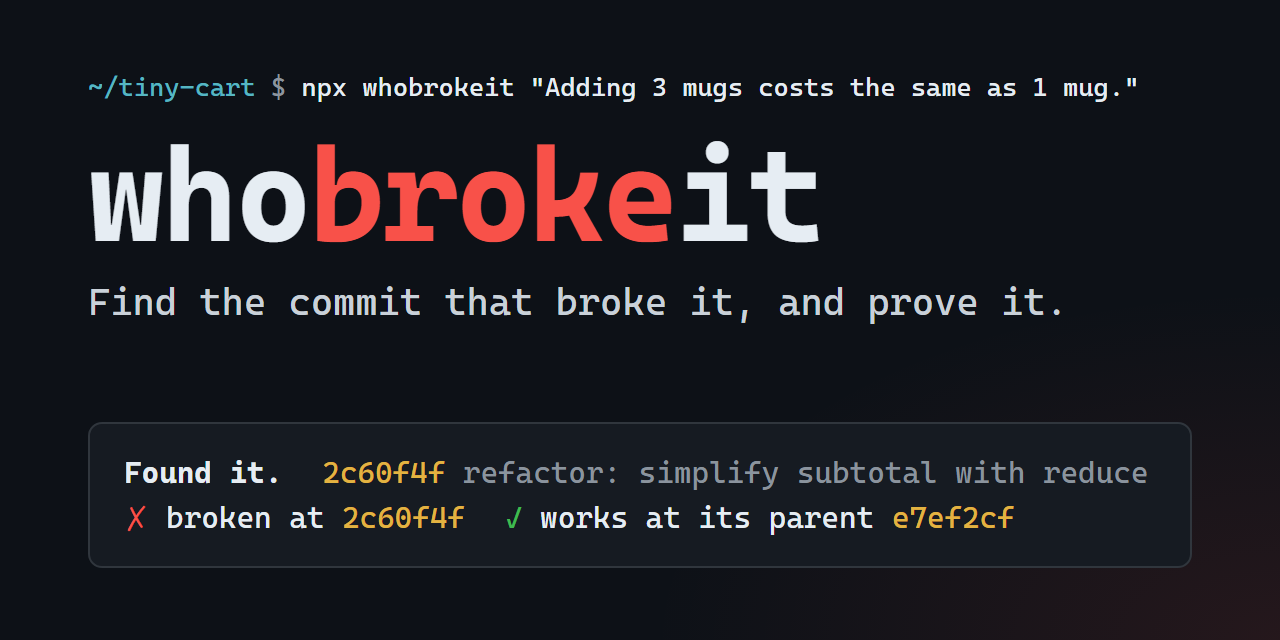 ~/tiny-cart $ npx whobrokeit "Adding 3 mugs costs the same as 1 mug."
whobrokeit
Find the commit that broke it, and prove it.
Found it. 2c60f4f refactor: simplify subtotal with reduce
✗ broken at 2c60f4f ✓ works at its parent e7ef2cf